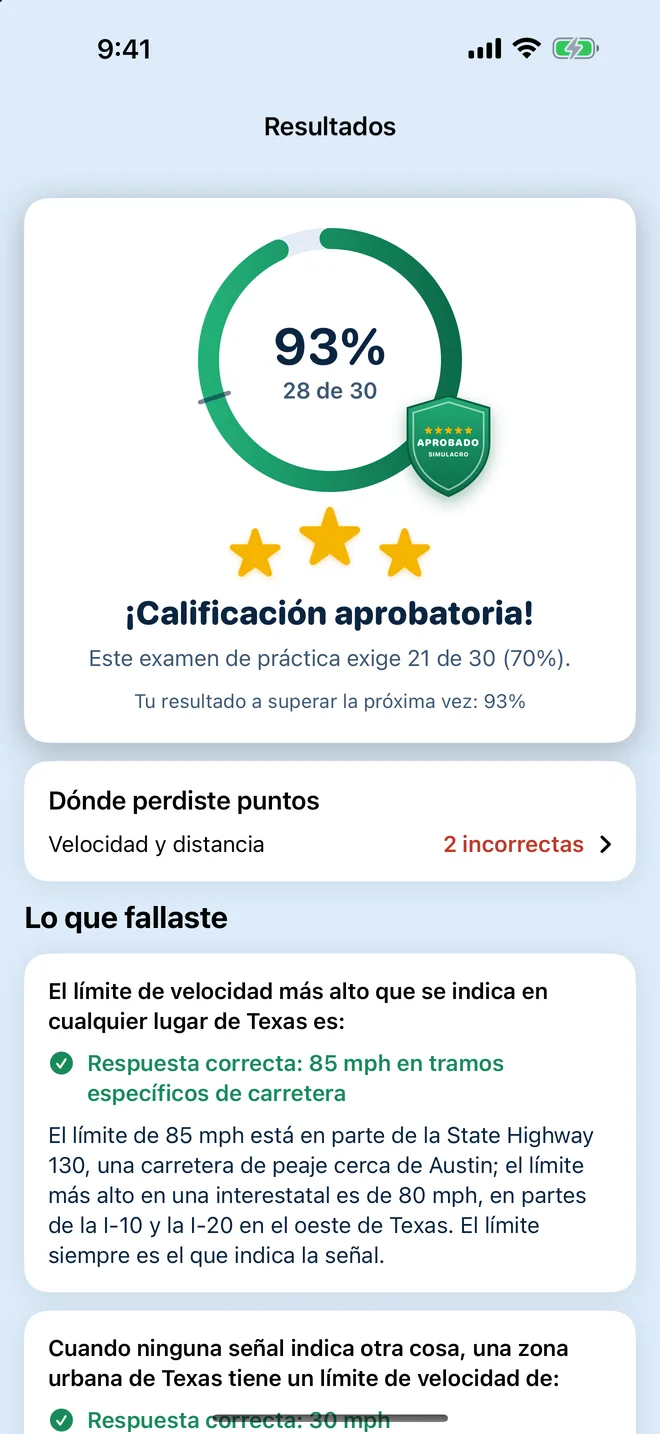 9:41
Resultados
93%
28 de 30
APROBADO
SIMULACRO
¡Calificación aprobatoria!
Este examen de práctica exige 21 de 30 (70%).
Tu resultado a superar la próxima vez: 93%
Dónde perdiste puntos
Velocidad y distancia 2 incorrectas
Lo que fallaste
El límite de velocidad más alto que se indica en
cualquier lugar de Texas es:
Respuesta correcta: 85 mph en tramos
específicos de carretera
El límite de 85 mph está en parte de la State Highway
130, una carretera de peaje cerca de Austin; el límite
más alto en una interestatal es de 80 mph, en partes
de la I-10 y la I-20 en el oeste de Texas. El límite
siempre es el que indica la señal.
Cuando ninguna señal indica otra cosa, una zona
urbana de Texas tiene un límite de velocidad de:
Respuesta correcta: 30 mph